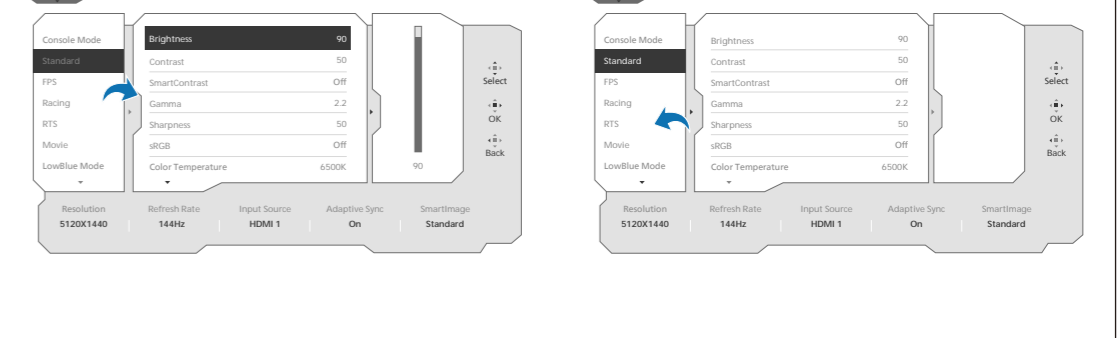 Console Mode
Standard
FPS
Racing
RTS
Movie
LowBlue Mode
Brightness 90
Contrast 50
SmartContrast Off
Gamma 2.2
Sharpness 50
sRGB Off
Color Temperature 6500K
90
Select
OK
Back
Resolution Refresh Rate Input Source Adaptive Sync SmartImage
5120X1440 144Hz HDMI 1 On Standard
Console Mode
Standard
FPS
Racing
RTS
Movie
LowBlue Mode
Brightness 90
Contrast 50
SmartContrast Off
Gamma 2.2
Sharpness 50
sRGB Off
Color Temperature 6500K
Select
OK
Back
Resolution Refresh Rate Input Source Adaptive Sync SmartImage
5120X1440 144Hz HDMI 1 On Standard